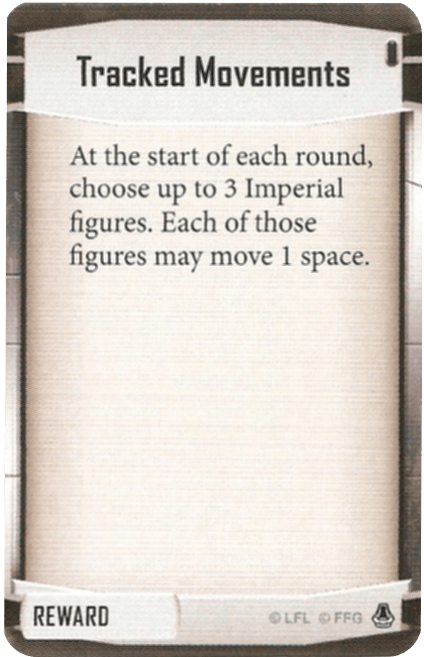 Tracked Movements
At the start of each round,
choose up to 3 Imperial
figures. Each of those
figures may move 1 space.
REWARD
© LFL © FFG